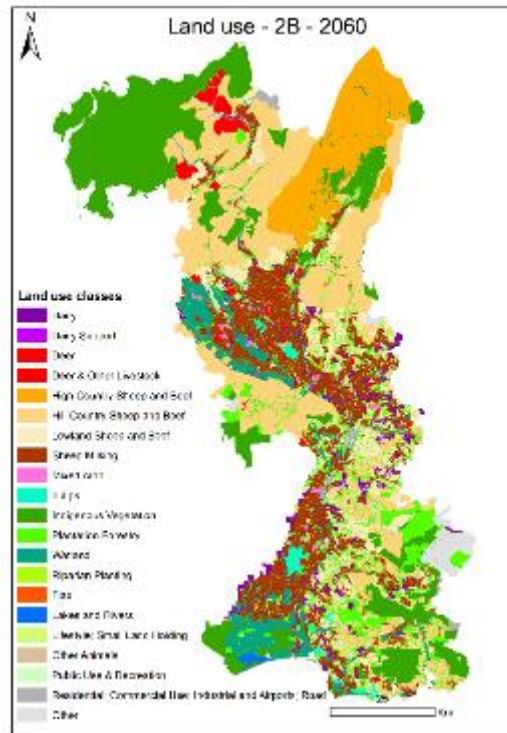 Land use - 2B - 2060
N
Land use classes
Dairy
Dairy Support
Deer
Deer & Other Livestock
High Country Sheep and Beef
Hill Country Sheep and Beef
Lowland Sheep and Beef
Sheep Milking
Indigenous Vegetation
Plantation Forestry
Wetland
Riparian Planting
Flax
Lakes and Rivers
Lifestyle; Small Land Holding
Other Animals
Public Use & Recreation
Residential; Commercial Use; Industrial and Airports; Road
Other
Km